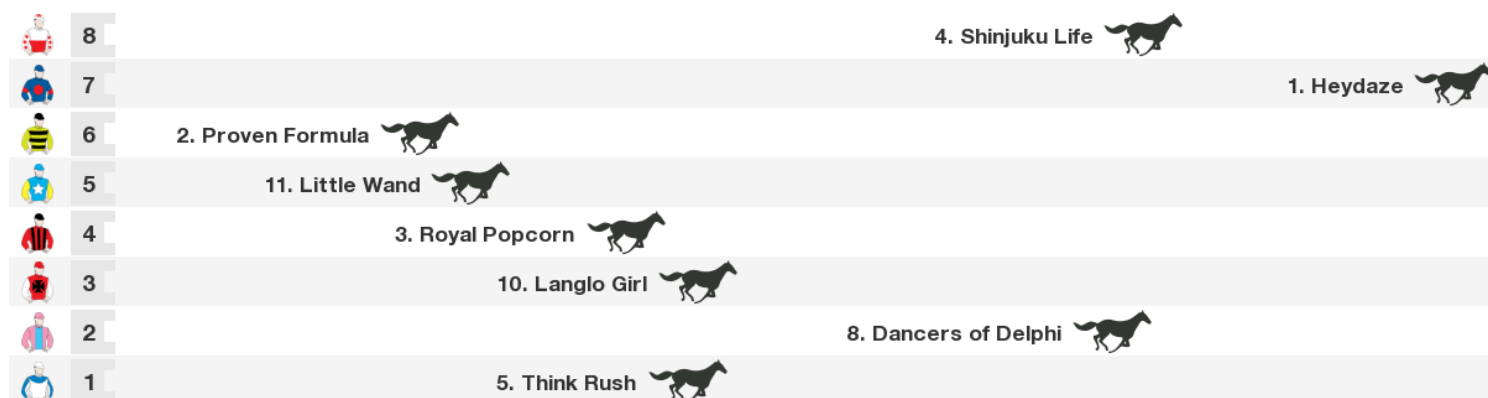 8 4. Shinjuku Life
7 1. Heydaze
6 2. Proven Formula
5 11. Little Wand
4 3. Royal Popcorn
3 10. Langlo Girl
2 8. Dancers of Delphi
1 5. Think Rush